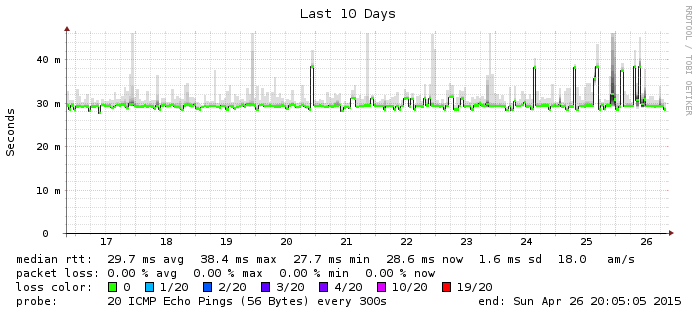 Last 10 Days
RRDTOOL / TOBI OETIKER
Seconds
40 m
30 m
20 m
10 m
0
17 18 19 20 21 22 23 24 25 26
median rtt: 29.7 ms avg 38.4 ms max 27.7 ms min 28.6 ms now 1.6 ms sd 18.0 am/s
packet loss: 0.00 % avg 0.00 % max 0.00 % min 0.00 % now
loss color: 0 1/20 2/20 3/20 4/20 10/20 19/20
probe: 20 ICMP Echo Pings (56 Bytes) every 300s end: Sun Apr 26 20:05:05 2015